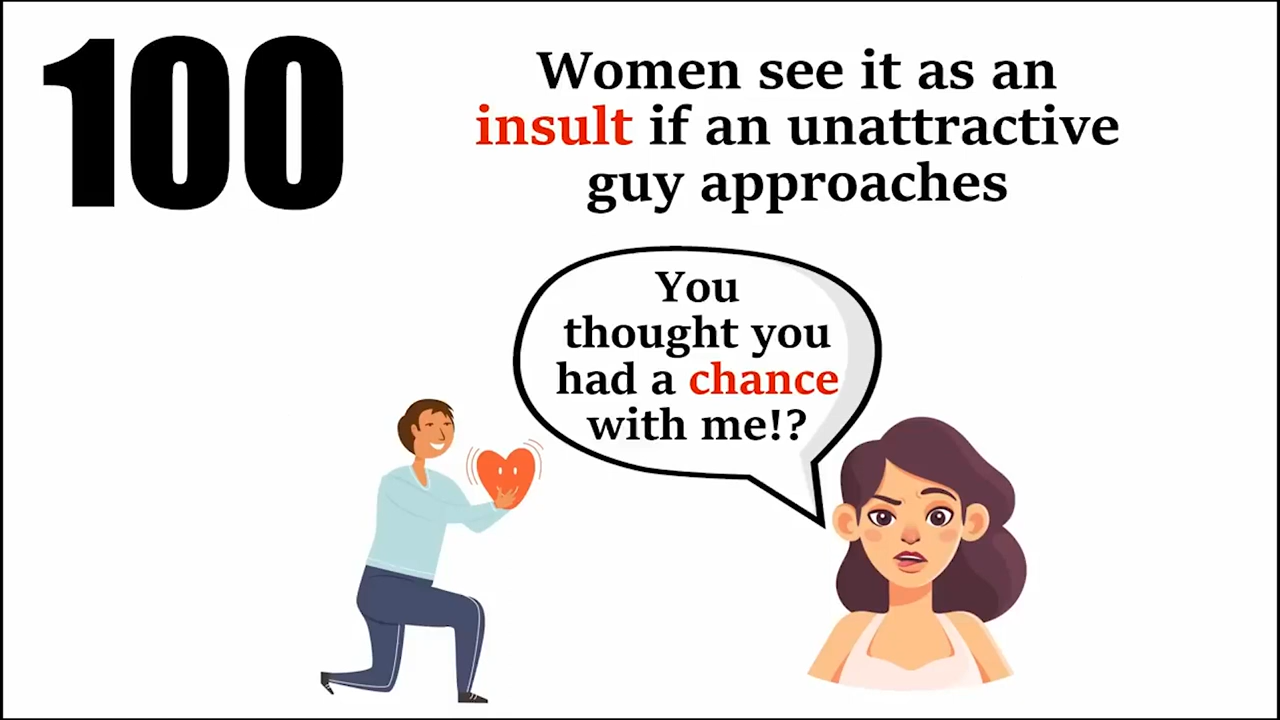 100
Women see it as an
insult if an unattractive
guy approaches
You
thought you
had a chance
with me!?